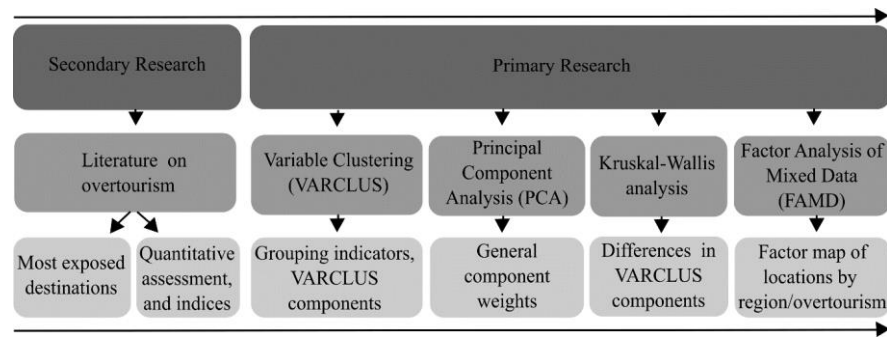 Secondary Research
Primary Research
Literature on
overtourism
Variable Clustering
(VARCLUS)
Principal
Component
Analysis (PCA)
Kruskal-Wallis
analysis
Factor Analysis of
Mixed Data
(FAMD)
Most exposed
destinations
Quantitative
assessment,
and indices
Grouping indicators,
VARCLUS
components
General
component
weights
Differences in
VARCLUS
components
Factor map of
locations by
region/overtourism